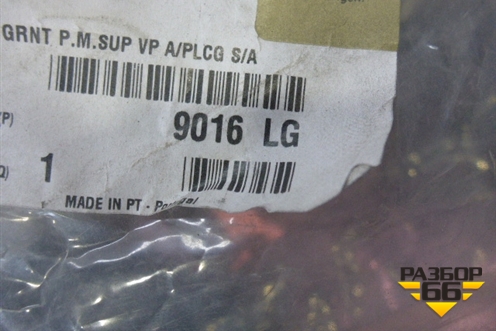 GRNT P.M.SUP VP A/PLCG S/A
(P)
9016 LG
Q)
1
MADE IN PT - Portugal
РАЗБОР
66